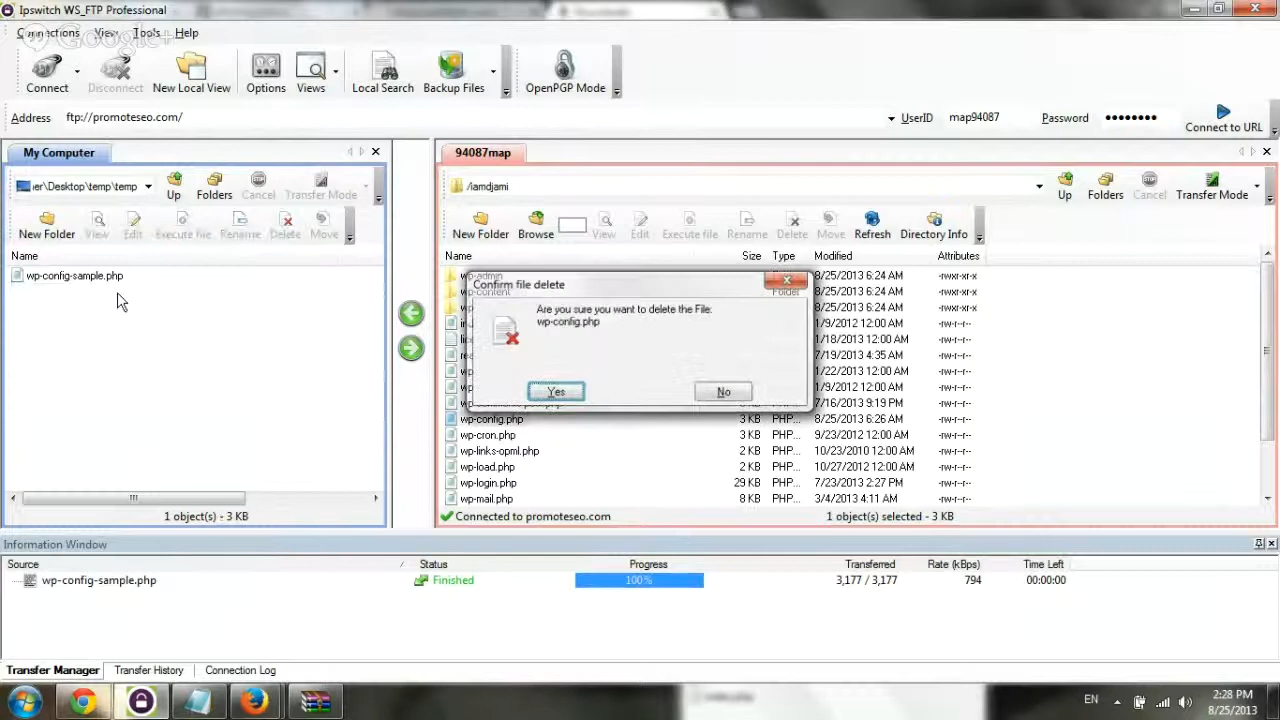 Ipswitch WS_FTP Professional
Connections View Tools Help
Google+
Connect Disconnect New Local View Options Views Local Search Backup Files OpenPGP Mode
Address ftp://promoteseo.com/ UserID map94087 Password •••••••• Connect to URL
My Computer 94087map
er\Desktop\temp\temp Up Folders Cancel Transfer Mode /iamdjami Up Folders Cancel Transfer Mode
New Folder View Edit Execute file Rename Delete Move New Folder Browse View Edit Execute file Rename Delete Move Refresh Directory Info
Name Name Size Type Modified Attributes
wp-config-sample.php wp-admin 8/25/2013 6:24 AM -rwxr-xr-x
Confirm file delete
wp-content Folder 8/25/2013 6:24 AM -rwxr-xr-x
8/25/2013 6:24 AM -rwxr-xr-x
Are you sure you want to delete the File:
wp-config.php
1/9/2012 12:00 AM -rw-r--r--
1/18/2013 12:00 AM -rw-r--r--
7/19/2013 4:35 AM -rw-r--r--
1/22/2013 12:00 AM -rw-r--r--
1/9/2012 12:00 AM -rw-r--r--
Yes No
7/16/2013 9:19 PM -rw-r--r--
wp-config.php 3 KB PHP... 8/25/2013 6:26 AM -rw-r--r--
wp-cron.php 3 KB PHP... 9/23/2012 12:00 AM -rw-r--r--
wp-links-opml.php 2 KB PHP... 10/23/2010 12:00 AM -rw-r--r--
wp-load.php 2 KB PHP... 10/27/2012 12:00 AM -rw-r--r--
wp-login.php 29 KB PHP... 7/23/2013 2:27 PM -rw-r--r--
wp-mail.php 8 KB PHP... 3/4/2013 4:11 AM -rw-r--r--
1 object(s) - 3 KB Connected to promoteseo.com 1 object(s) selected - 3 KB
Information Window
Source Status Progress Transferred Rate (kBps) Time Left
wp-config-sample.php Finished 100% 3,177 / 3,177 794 00:00:00
Transfer Manager Transfer History Connection Log
EN 2:28 PM
8/25/2013